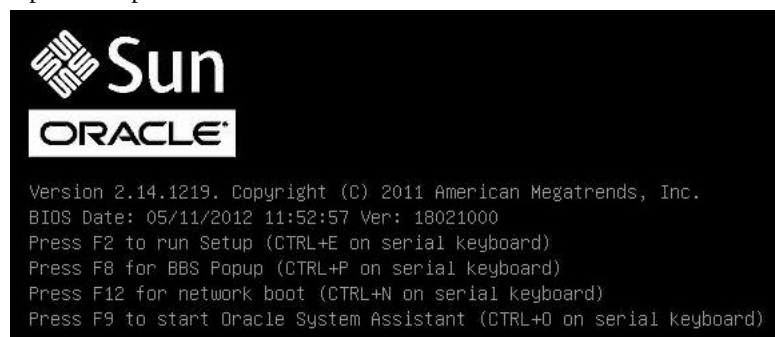 Sun
ORACLE
Version 2.14.1219. Copyright (C) 2011 American Megatrends, Inc.
BIOS Date: 05/11/2012 11:52:57 Ver: 18021000
Press F2 to run Setup (CTRL+E on serial keyboard)
Press F8 for BBS Popup (CTRL+P on serial keyboard)
Press F12 for network boot (CTRL+N on serial keyboard)
Press F9 to start Oracle System Assistant (CTRL+O on serial keyboard)